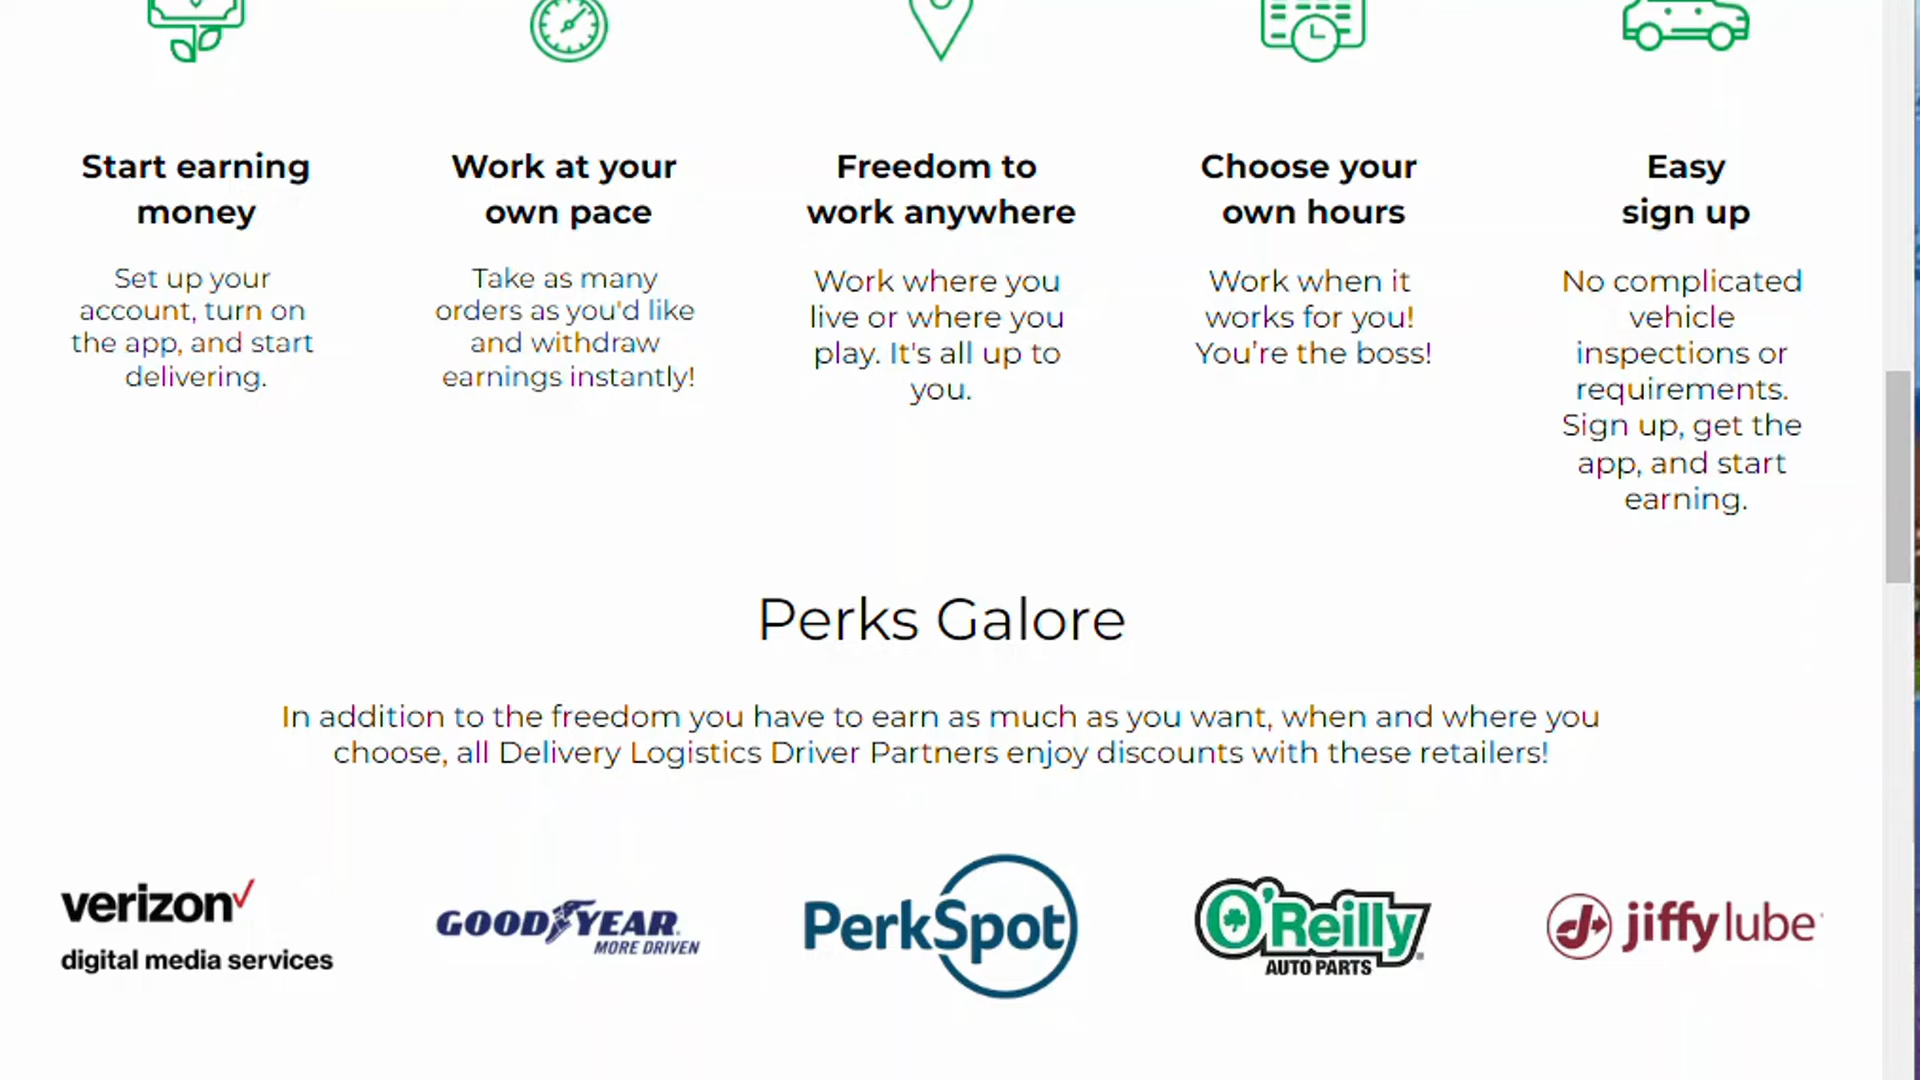 Start earning
money
Set up your
account, turn on
the app, and start
delivering.
Work at your
own pace
Take as many
orders as you'd like
and withdraw
earnings instantly!
Freedom to
work anywhere
Work where you
live or where you
play. It's all up to
you.
Choose your
own hours
Work when it
works for you!
You're the boss!
Easy
sign up
No complicated
vehicle
inspections or
requirements.
Sign up, get the
app, and start
earning.
Perks Galore
In addition to the freedom you have to earn as much as you want, when and where you
choose, all Delivery Logistics Driver Partners enjoy discounts with these retailers!
verizon
digital media services
GOODYEAR
MORE DRIVEN
PerkSpot
O'Reilly
AUTO PARTS
jiffy lube